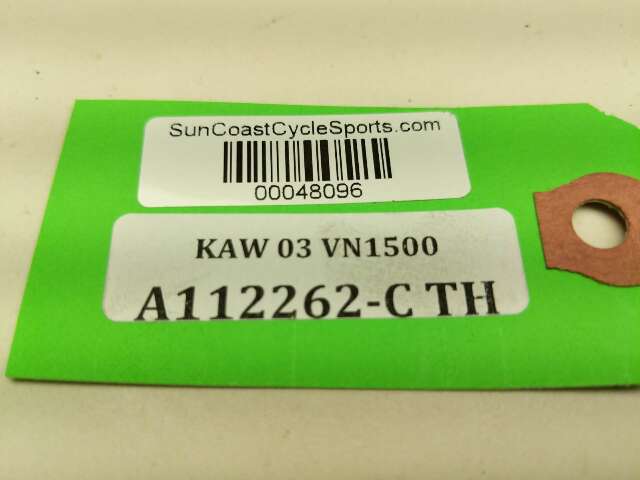 SunCoastCycleSports.com
00048096
KAW 03 VN1500
A112262-C TH